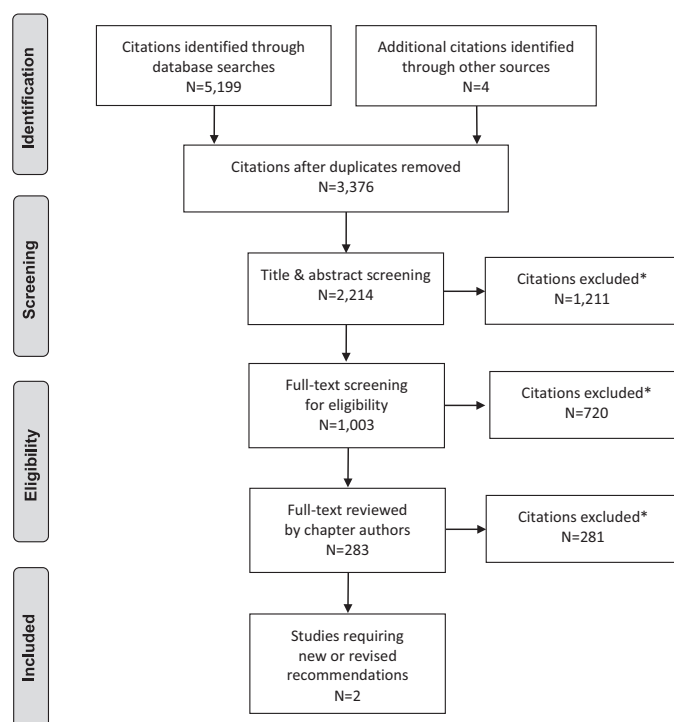 Identification
Citations identified through
database searches
N=5,199
Additional citations identified
through other sources
N=4
Citations after duplicates removed
N=3,376
Screening
Title & abstract screening
N=2,214
Citations excluded*
N=1,211
Eligibility
Full-text screening
for eligibility
N=1,003
Citations excluded*
N=720
Full-text reviewed
by chapter authors
N=283
Citations excluded*
N=281
Included
Studies requiring
new or revised
recommendations
N=2